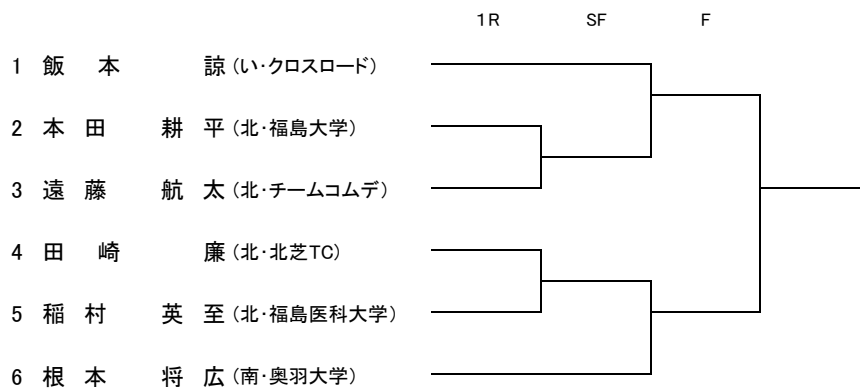 1R SF F
1 飯 本 諒 (い・クロスロード)
2 本 田 耕 平 (北・福島大学)
3 遠 藤 航 太 (北・チームコムデ)
4 田 崎 廉 (北・北芝TC)
5 稲 村 英 至 (北・福島医科大学)
6 根 本 将 広 (南・奥羽大学)